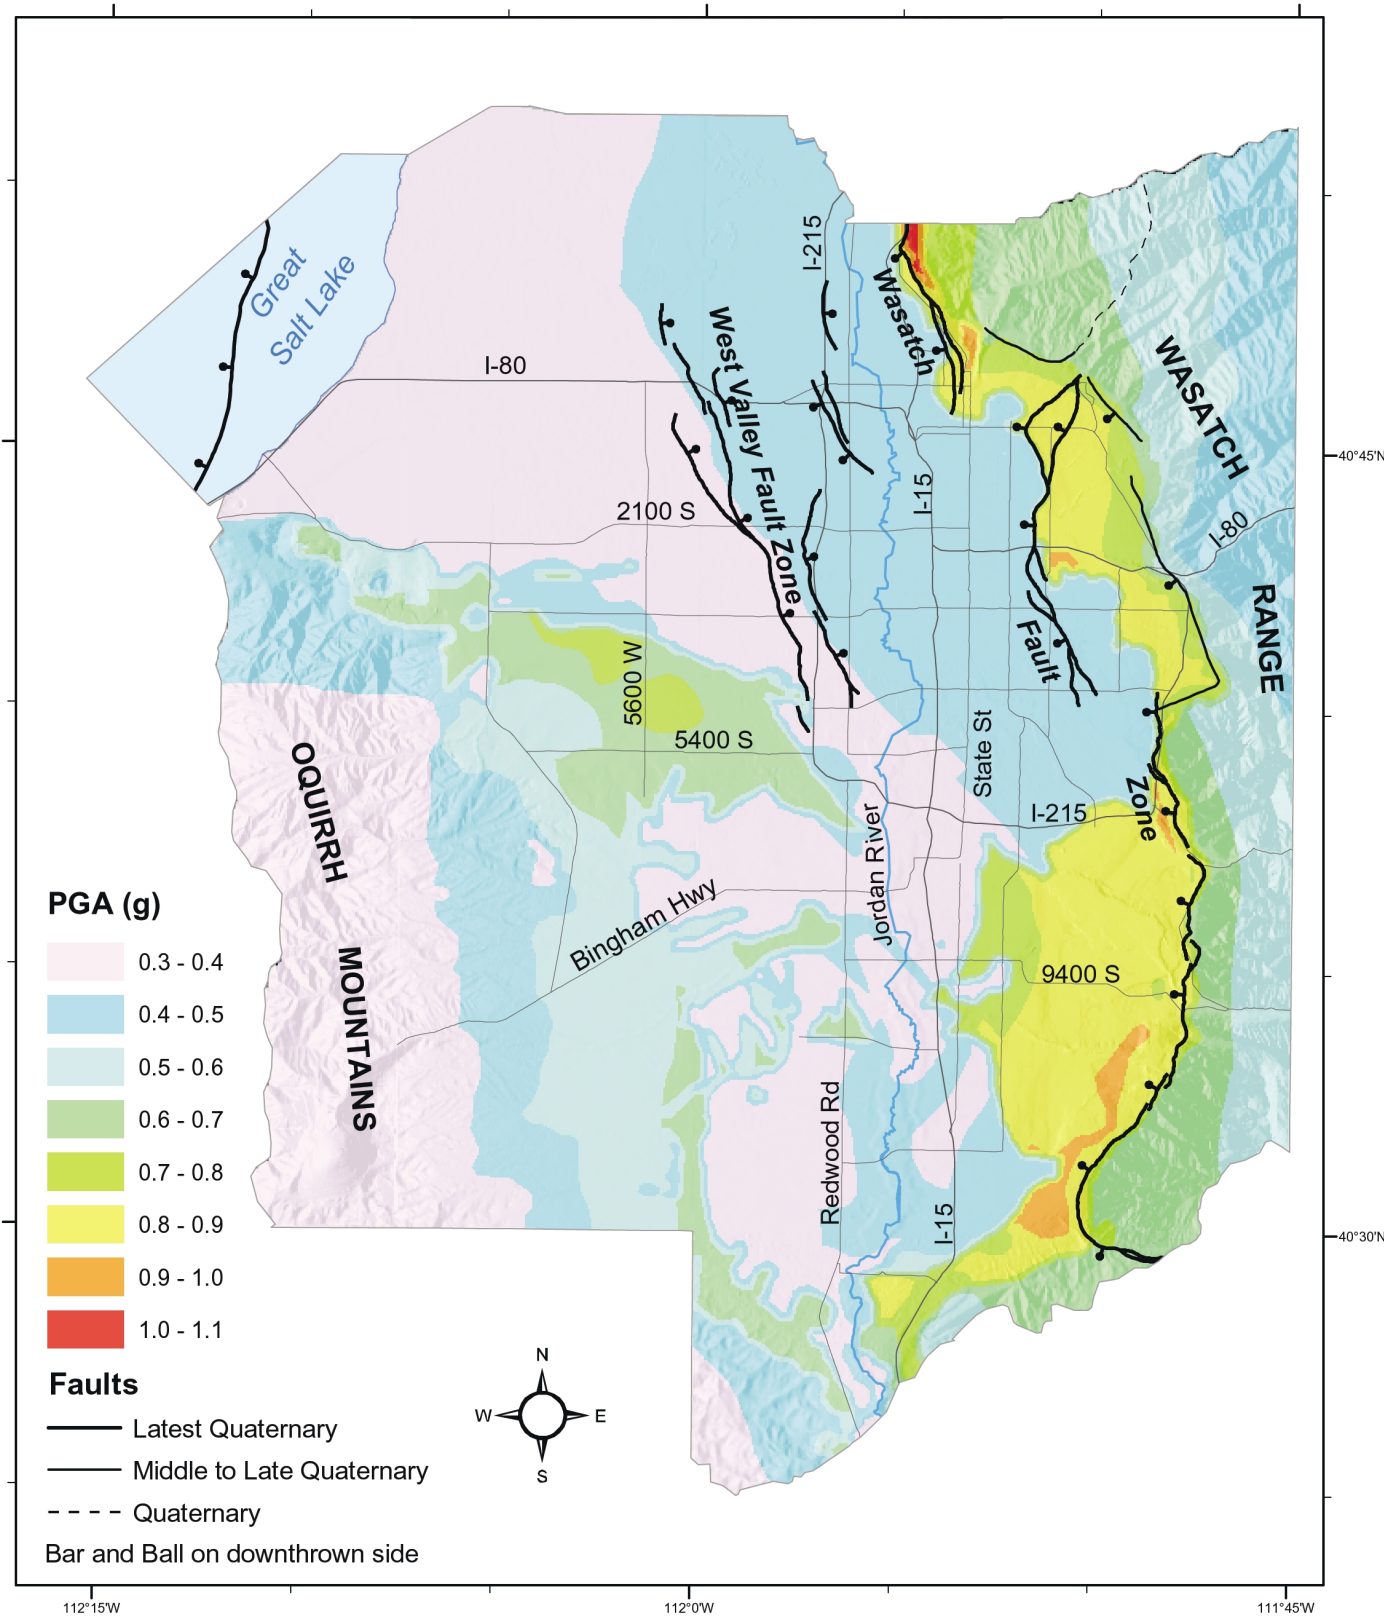 Great
Salt Lake
I-80
I-215
Wasatch
West Valley Fault Zone
WASATCH
40°45'N
I-15
2100 S
I-80
RANGE
Fault
5600 W
5400 S
State St
OQUIRRH
I-215
Zone
Jordan River
Bingham Hwy
MOUNTAINS
9400 S
Redwood Rd
I-15
40°30'N
PGA (g)
0.3 - 0.4
0.4 - 0.5
0.5 - 0.6
0.6 - 0.7
0.7 - 0.8
0.8 - 0.9
0.9 - 1.0
1.0 - 1.1
Faults
Latest Quaternary
Middle to Late Quaternary
Quaternary
Bar and Ball on downthrown side
N
W E
S
112°15'W
112°0'W
111°45'W